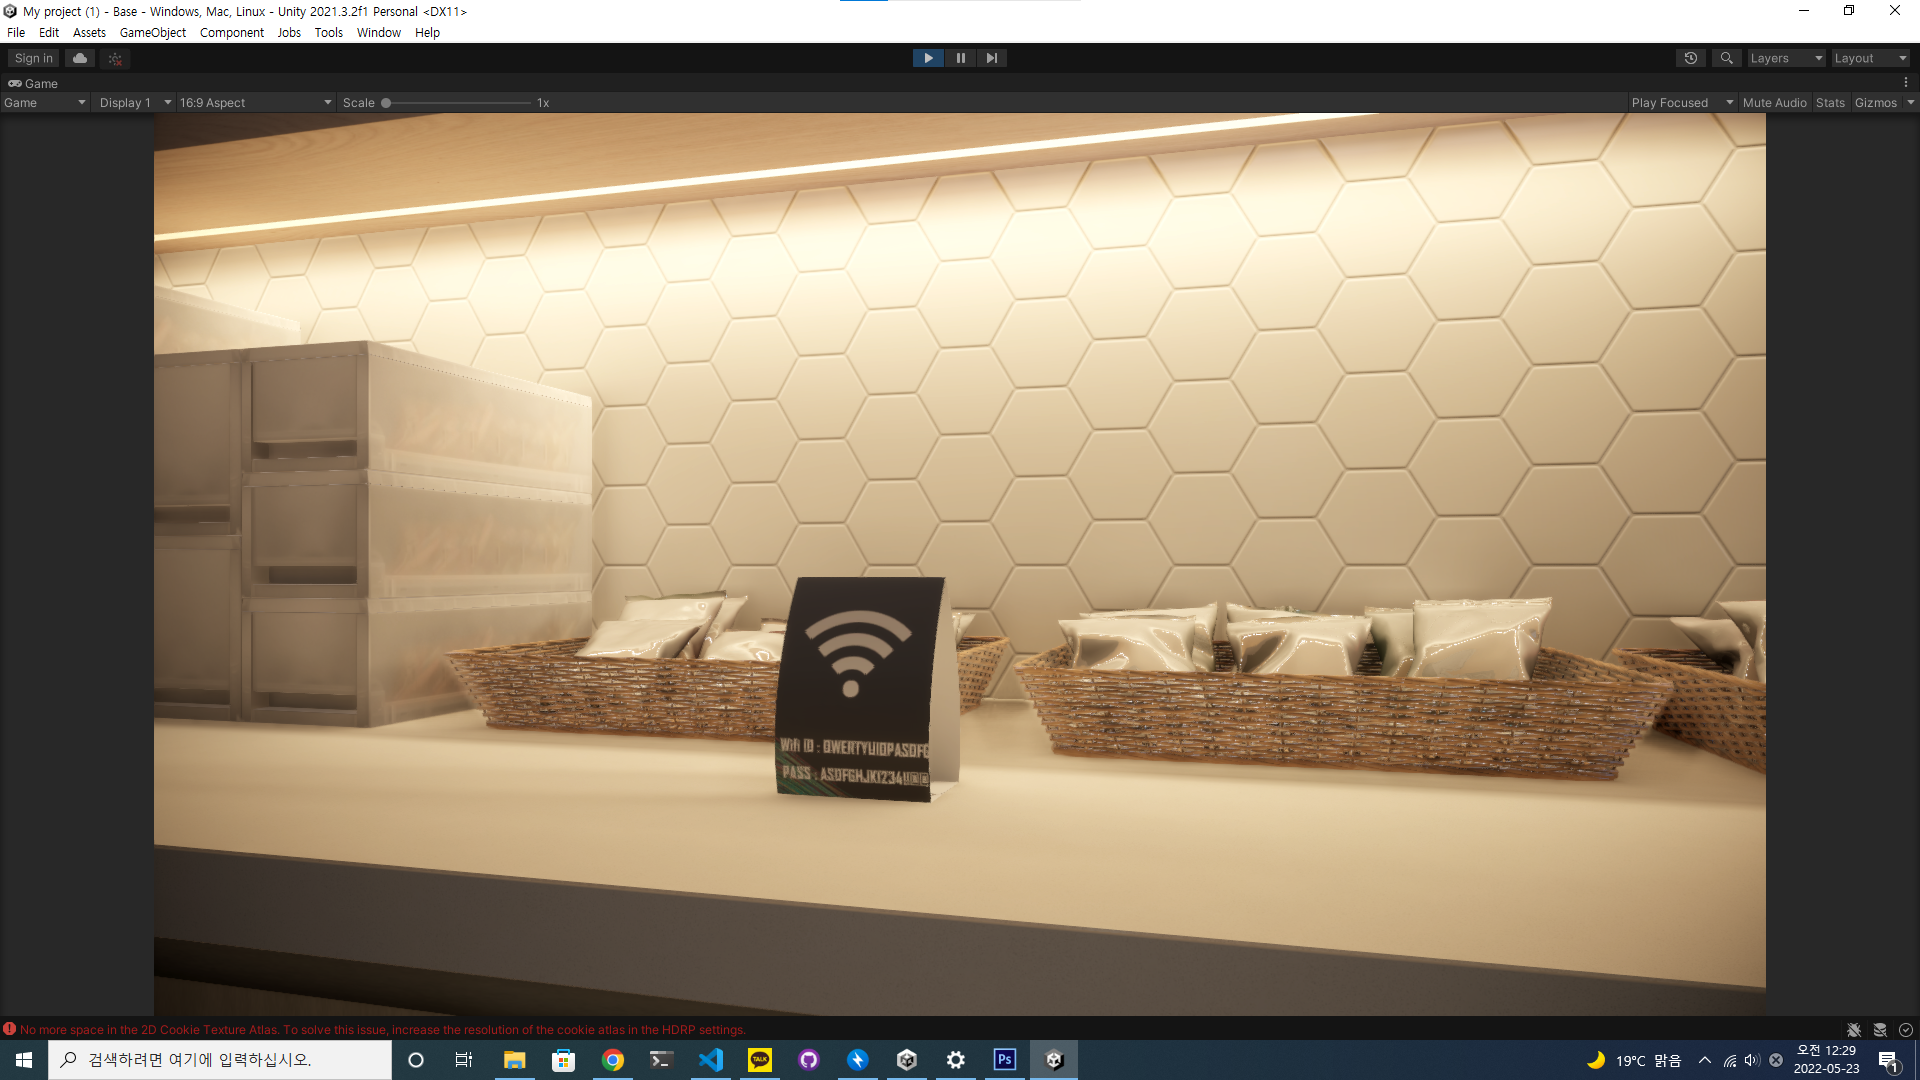 My project (1) - Base - Windows, Mac, Linux - Unity 2021.3.2f1 Personal <DX11>
File Edit Assets GameObject Component Jobs Tools Window Help
Sign in Layers Layout
Game
Game Display 1 16:9 Aspect Scale 1x Play Focused Mute Audio Stats Gizmos
Wifi ID : QWERTYUIOPASDFG
PASS : ASDFGHJK1234!
No more space in the 2D Cookie Texture Atlas. To solve this issue, increase the resolution of the cookie atlas in the HDRP settings.
검색하려면 여기에 입력하십시오.
TALK
Ps
19°C 맑음
오전 12:29
2022-05-23
1